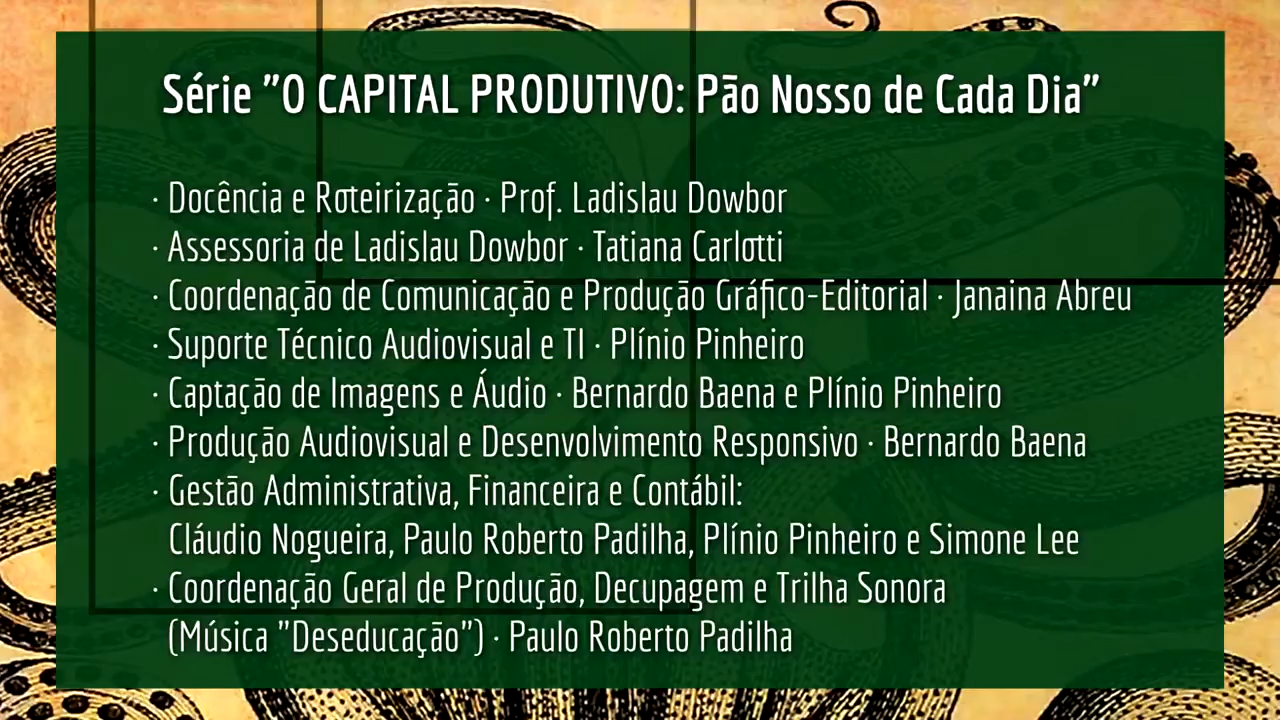 Série "O CAPITAL PRODUTIVO: Pão Nosso de Cada Dia"
· Docência e Roteirização · Prof. Ladislau Dowbor
· Assessoria de Ladislau Dowbor · Tatiana Carlotti
· Coordenação de Comunicação e Produção Gráfico-Editorial · Janaina Abreu
· Suporte Técnico Audiovisual e TI · Plínio Pinheiro
· Captação de Imagens e Áudio · Bernardo Baena e Plínio Pinheiro
· Produção Audiovisual e Desenvolvimento Responsivo · Bernardo Baena
· Gestão Administrativa, Financeira e Contábil:
Cláudio Nogueira, Paulo Roberto Padilha, Plínio Pinheiro e Simone Lee
· Coordenação Geral de Produção, Decupagem e Trilha Sonora
(Música "Deseducação") · Paulo Roberto Padilha